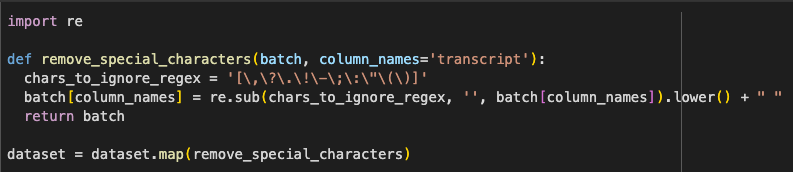 import re
def remove_special_characters(batch, column_names='transcript'):
chars_to_ignore_regex = '[\,\?\.\!\-\;\:\"\(\)]'
batch[column_names] = re.sub(chars_to_ignore_regex, '', batch[column_names]).lower() + " "
return batch
dataset = dataset.map(remove_special_characters)